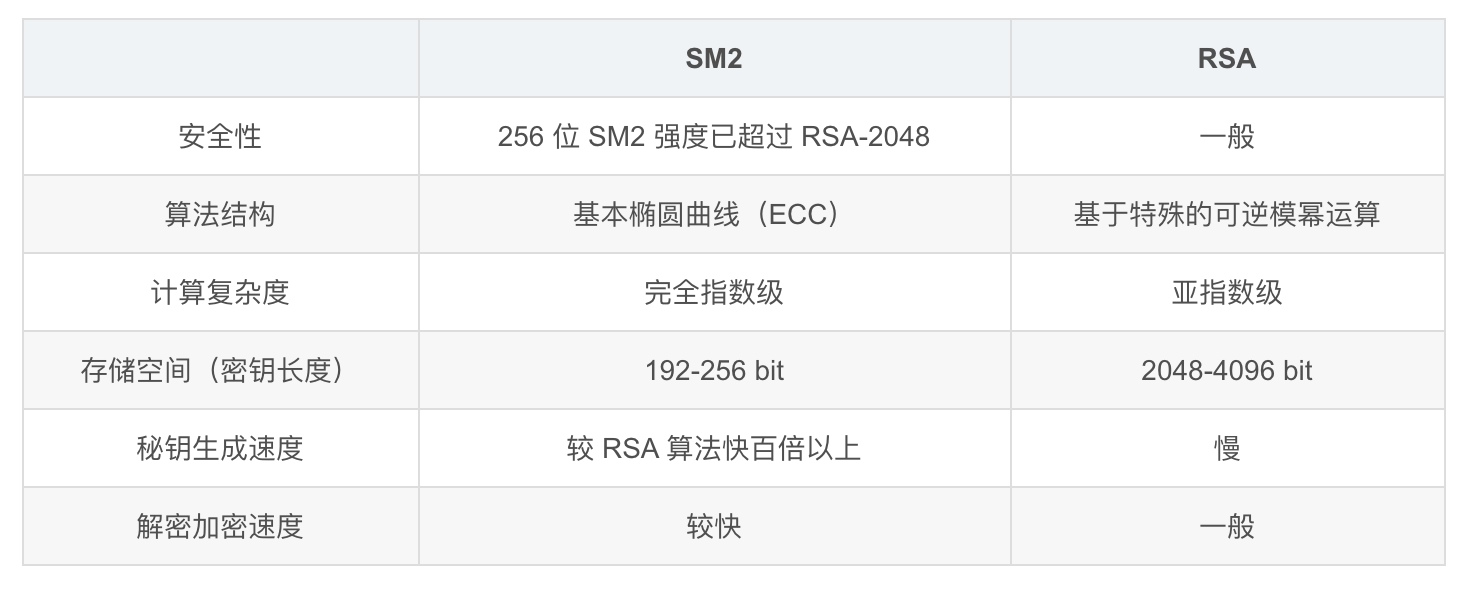 SM2 RSA
安全性 256 位 SM2 强度已超过 RSA-2048 一般
算法结构 基本椭圆曲线（ECC） 基于特殊的可逆模幂运算
计算复杂度 完全指数级 亚指数级
存储空间（密钥长度） 192-256 bit 2048-4096 bit
秘钥生成速度 较 RSA 算法快百倍以上 慢
解密加密速度 较快 一般